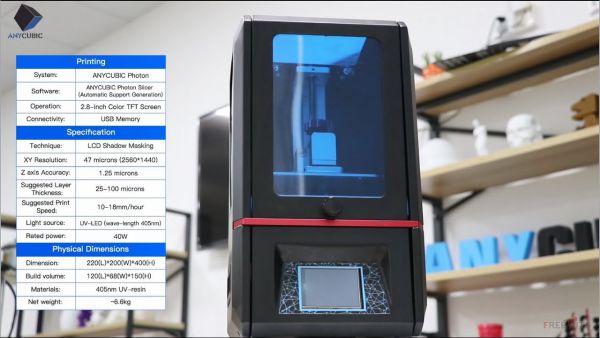 ANYCUBIC
Printing
System: ANYCUBIC Photon
Software: ANYCUBIC Photon Slicer
(Automatic Support Generation)
Operation: 2.8-inch Color TFT Screen
Connectivity: USB Memory
Specification
Technique: LCD Shadow Masking
XY Resolution: 47 microns (2560*1440)
Z axis Accuracy: 1.25 microns
Suggested Layer
Thickness: 25-100 microns
Suggested Print
Speed: 10-18mm/hour
Light source: UV-LED (wave-length 405nm)
Rated power: 40W
Physical Dimensions
Dimension: 220(L)*200(W)*400(H)
Build volume: 120(L)*68(W)*150(H)
Materials: 405nm UV-resin
Net weight: ~6.6kg
ANYCU